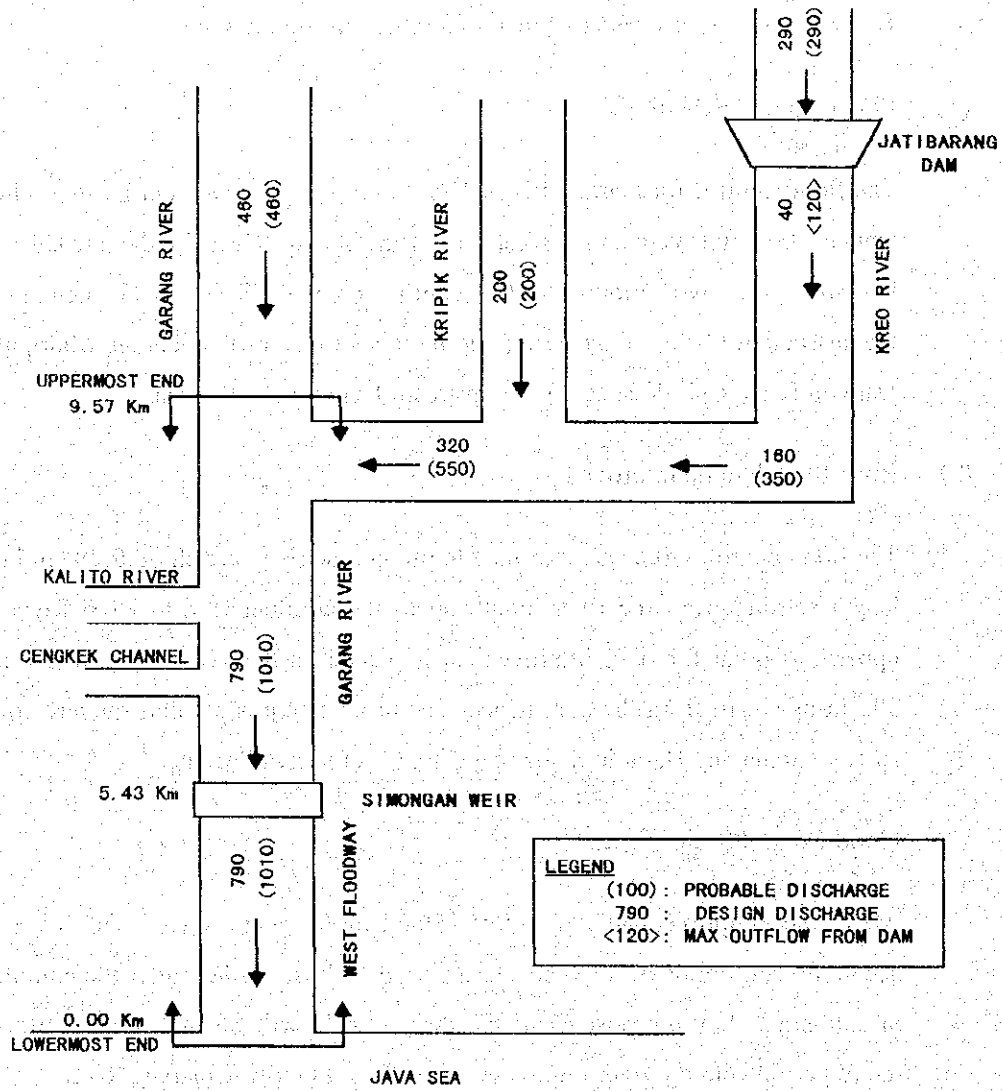 290
(290)
JATIBARANG
DAM
40
<120>
KREO RIVER
GARANG RIVER
460
(460)
KRIPIK RIVER
200
(200)
UPPERMOST END
9.57 Km
320
(550)
160
(350)
KALITO RIVER
CENGKEK CHANNEL
790
(1010)
GARANG RIVER
5.43 Km
SIMONGAN WEIR
790
(1010)
WEST FLOODWAY
LEGEND
(100): PROBABLE DISCHARGE
790 : DESIGN DISCHARGE
<120>: MAX OUTFLOW FROM DAM
0.00 Km
LOWERMOST END
JAVA SEA